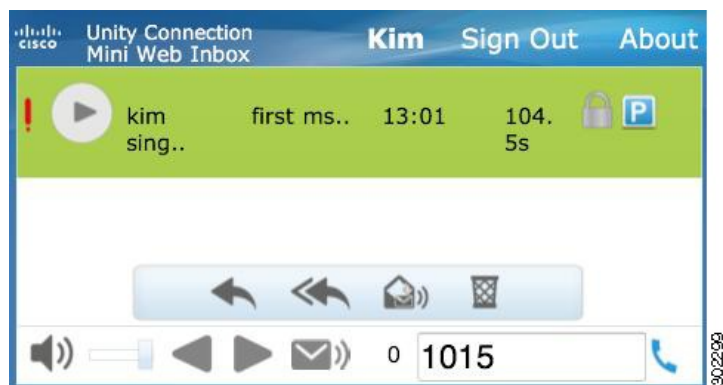 cisco
Unity Connection
Mini Web Inbox
Kim Sign Out About
! kim sing.. first ms.. 13:01 104.5s P
0 1015
302299